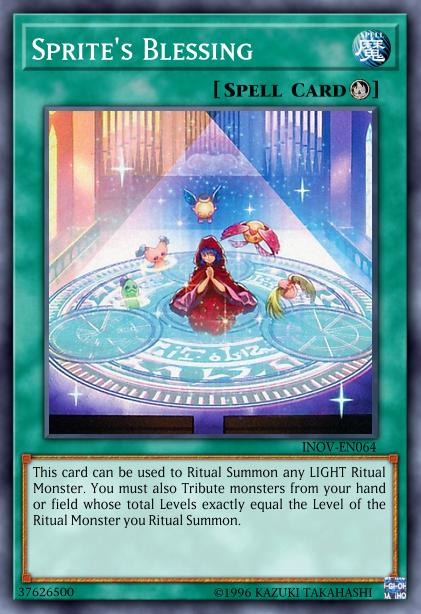 Sprite's Blessing
SPELL
魔
[Spell Card]
INOV-EN064
This card can be used to Ritual Summon any LIGHT Ritual
Monster. You must also Tribute monsters from your hand
or field whose total Levels exactly equal the Level of the
Ritual Monster you Ritual Summon.
37626500
©1996 KAZUKI TAKAHASHI